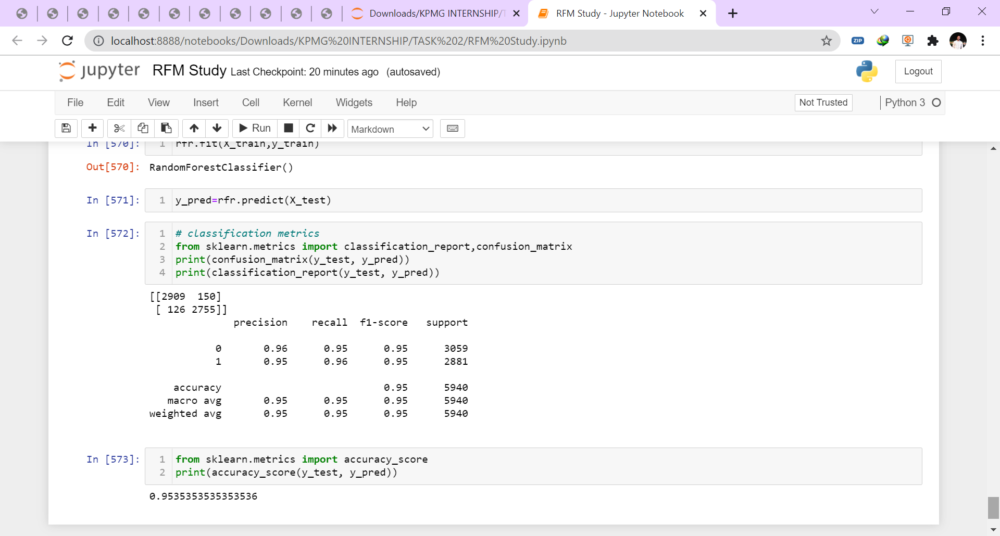 Downloads/KPMG INTERNSHIP/T
RFM Study - Jupyter Notebook
localhost:8888/notebooks/Downloads/KPMG%20INTERNSHIP/TASK%202/RFM%20Study.ipynb
ZIP
jupyter RFM Study Last Checkpoint: 20 minutes ago (autosaved)
Logout
File Edit View Insert Cell Kernel Widgets Help
Not Trusted
Python 3
Run
Markdown
In [570]: 1 rfr.fit(X_train,y_train)
Out[570]: RandomForestClassifier()
In [571]: 1 y_pred=rfr.predict(X_test)
In [572]: 1 # classification metrics
2 from sklearn.metrics import classification_report,confusion_matrix
3 print(confusion_matrix(y_test, y_pred))
4 print(classification_report(y_test, y_pred))
[[2909  150]
 [ 126 2755]]
              precision    recall  f1-score   support
           0       0.96      0.95      0.95      3059
           1       0.95      0.96      0.95      2881
    accuracy                           0.95      5940
   macro avg       0.95      0.95      0.95      5940
weighted avg       0.95      0.95      0.95      5940
In [573]: 1 from sklearn.metrics import accuracy_score
2 print(accuracy_score(y_test, y_pred))
0.9535353535353536